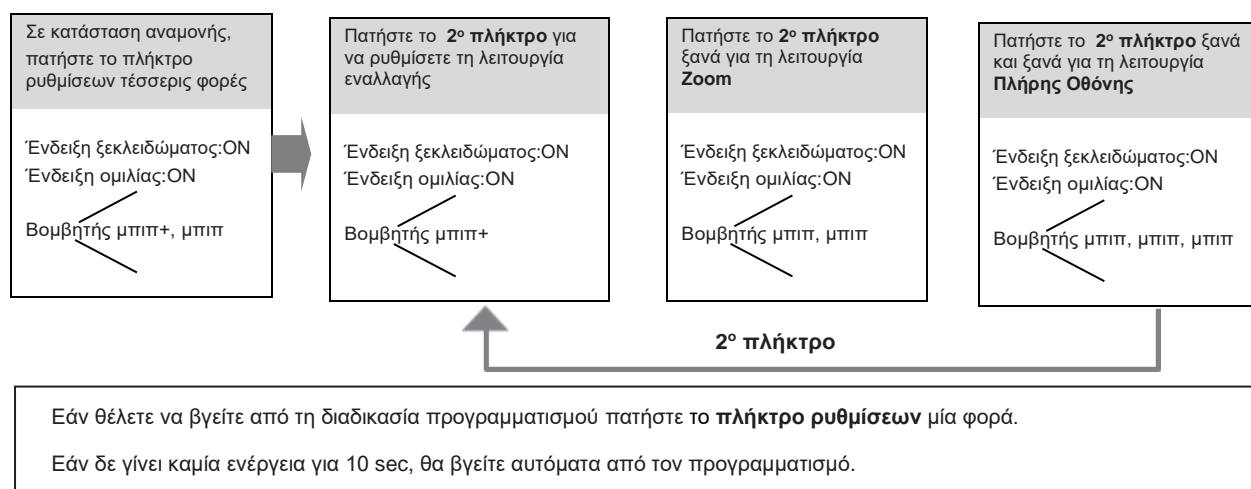 Σε κατάσταση αναμονής,
πατήστε το πλήκτρο
ρυθμίσεων τέσσερις φορές
Ένδειξη ξεκλειδώματος:ON
Ένδειξη ομιλίας:ON
Βομβητής μπιπ+, μπιπ
Πατήστε το 2º πλήκτρο για
να ρυθμίσετε τη λειτουργία
εναλλαγής
Ένδειξη ξεκλειδώματος:ON
Ένδειξη ομιλίας:ON
Βομβητής μπιπ+
Πατήστε το 2º πλήκτρο
ξανά για τη λειτουργία
Zoom
Ένδειξη ξεκλειδώματος:ON
Ένδειξη ομιλίας:ON
Βομβητής μπιπ, μπιπ
Πατήστε το 2º πλήκτρο ξανά
και ξανά για τη λειτουργία
Πλήρης Οθόνης
Ένδειξη ξεκλειδώματος:ON
Ένδειξη ομιλίας:ON
Βομβητής μπιπ, μπιπ, μπιπ
2º πλήκτρο
Εάν θέλετε να βγείτε από τη διαδικασία προγραμματισμού πατήστε το πλήκτρο ρυθμίσεων μία φορά.
Εάν δε γίνει καμία ενέργεια για 10 sec, θα βγείτε αυτόματα από τον προγραμματισμό.